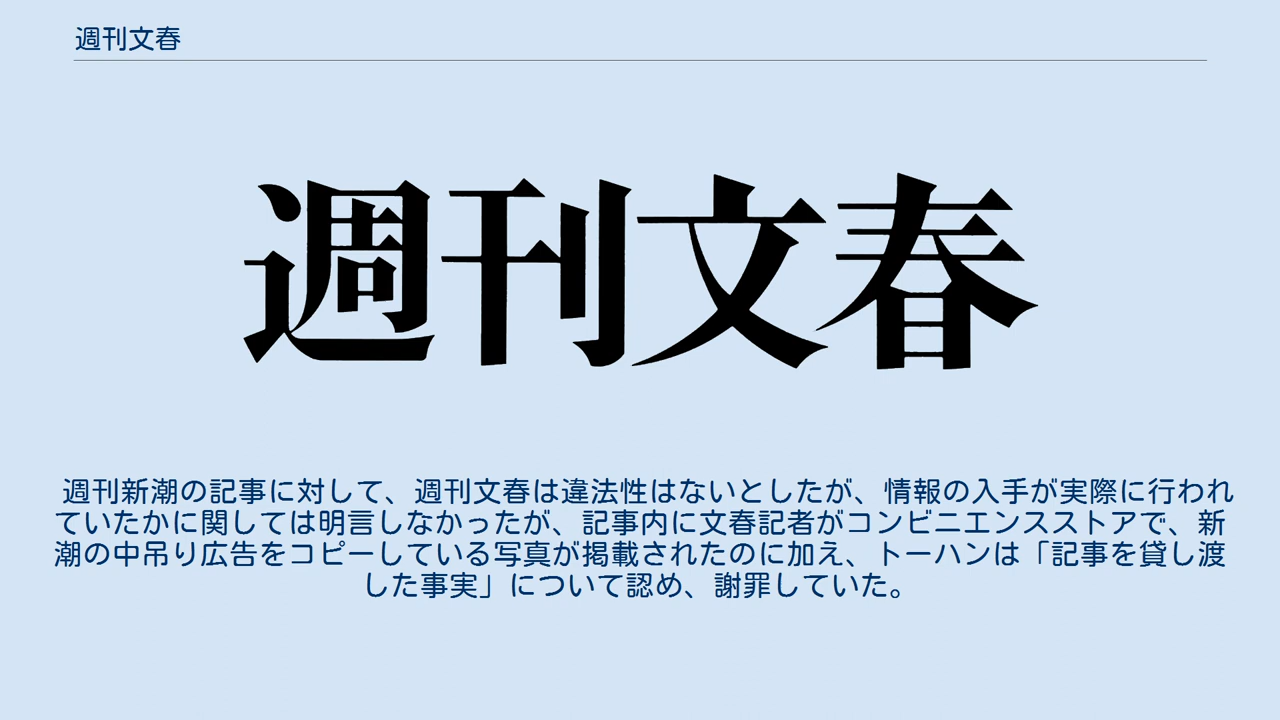 週刊文春
週刊文春
週刊新潮の記事に対して、週刊文春は違法性はないとしたが、情報の入手が実際に行われ
ていたかに関しては明言しなかったが、記事内に文春記者がコンビニエンスストアで、新
潮の中吊り広告をコピーしている写真が掲載されたのに加え、トーハンは「記事を貸し渡
した事実」について認め、謝罪していた。